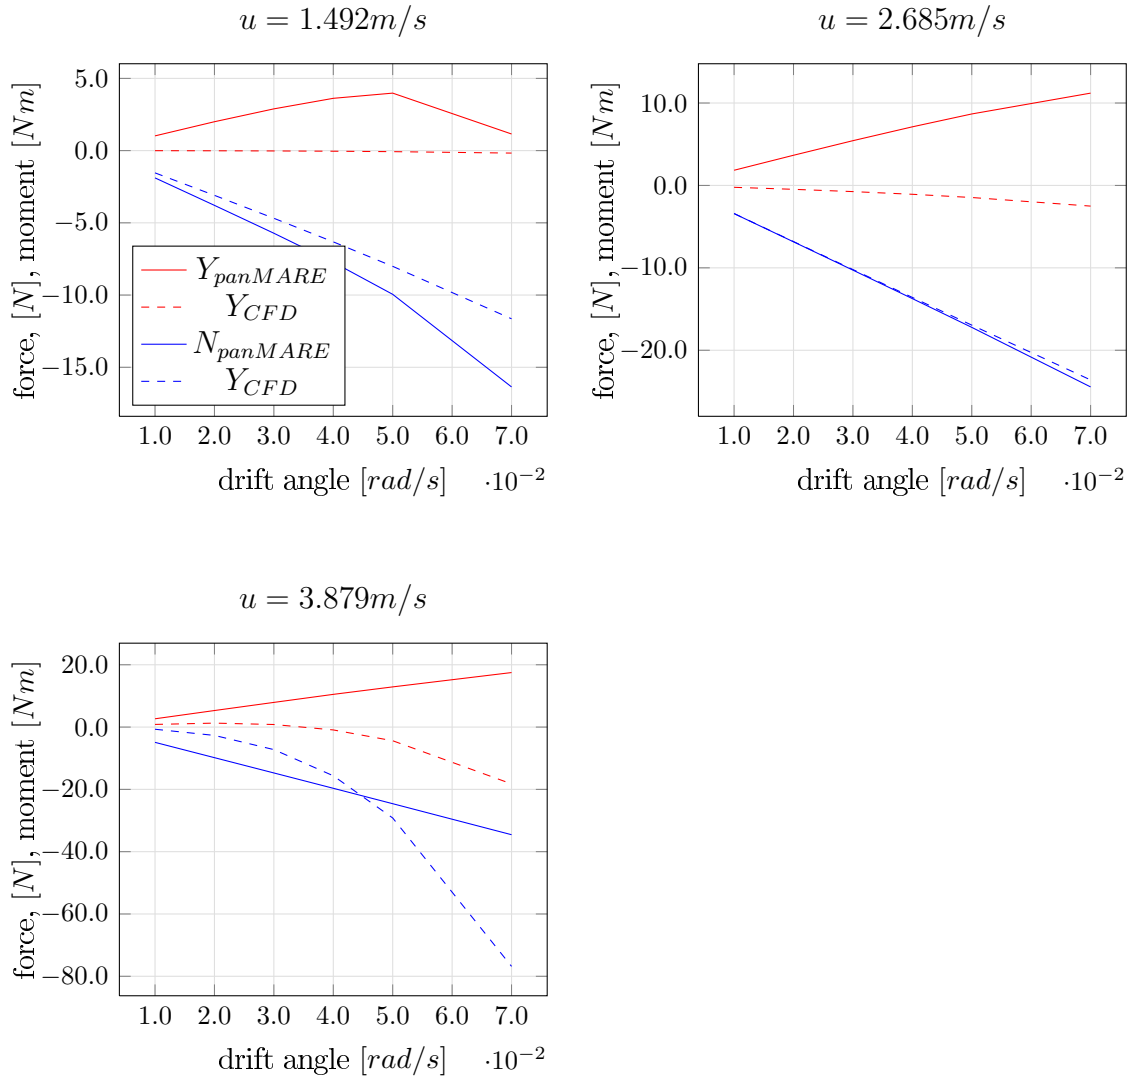 u = 1.492m/s
force, [N], moment [Nm]
5.0
0.0
−5.0
−10.0
−15.0
Y_{panMARE}
Y_{CFD}
N_{panMARE}
Y_{CFD}
1.0 2.0 3.0 4.0 5.0 6.0 7.0
drift angle [rad/s] ·10^{−2}
u = 2.685m/s
force, [N], moment [Nm]
10.0
0.0
−10.0
−20.0
1.0 2.0 3.0 4.0 5.0 6.0 7.0
drift angle [rad/s] ·10^{−2}
u = 3.879m/s
force, [N], moment [Nm]
20.0
0.0
−20.0
−40.0
−60.0
−80.0
1.0 2.0 3.0 4.0 5.0 6.0 7.0
drift angle [rad/s] ·10^{−2}